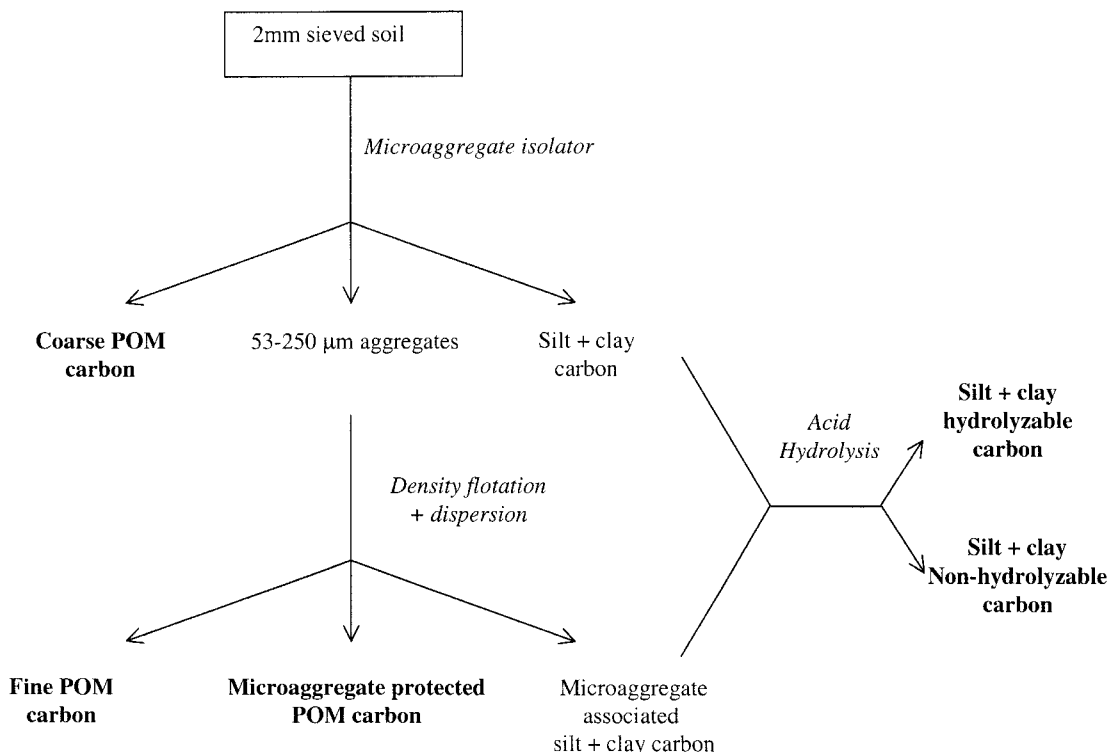 2mm sieved soil
Microaggregate isolator
Coarse POM
carbon
53-250 µm aggregates
Silt + clay
carbon
Acid
Hydrolysis
Silt + clay
hydrolyzable
carbon
Silt + clay
Non-hydrolyzable
carbon
Density flotation
+ dispersion
Fine POM
carbon
Microaggregate protected
POM carbon
Microaggregate
associated
silt + clay carbon